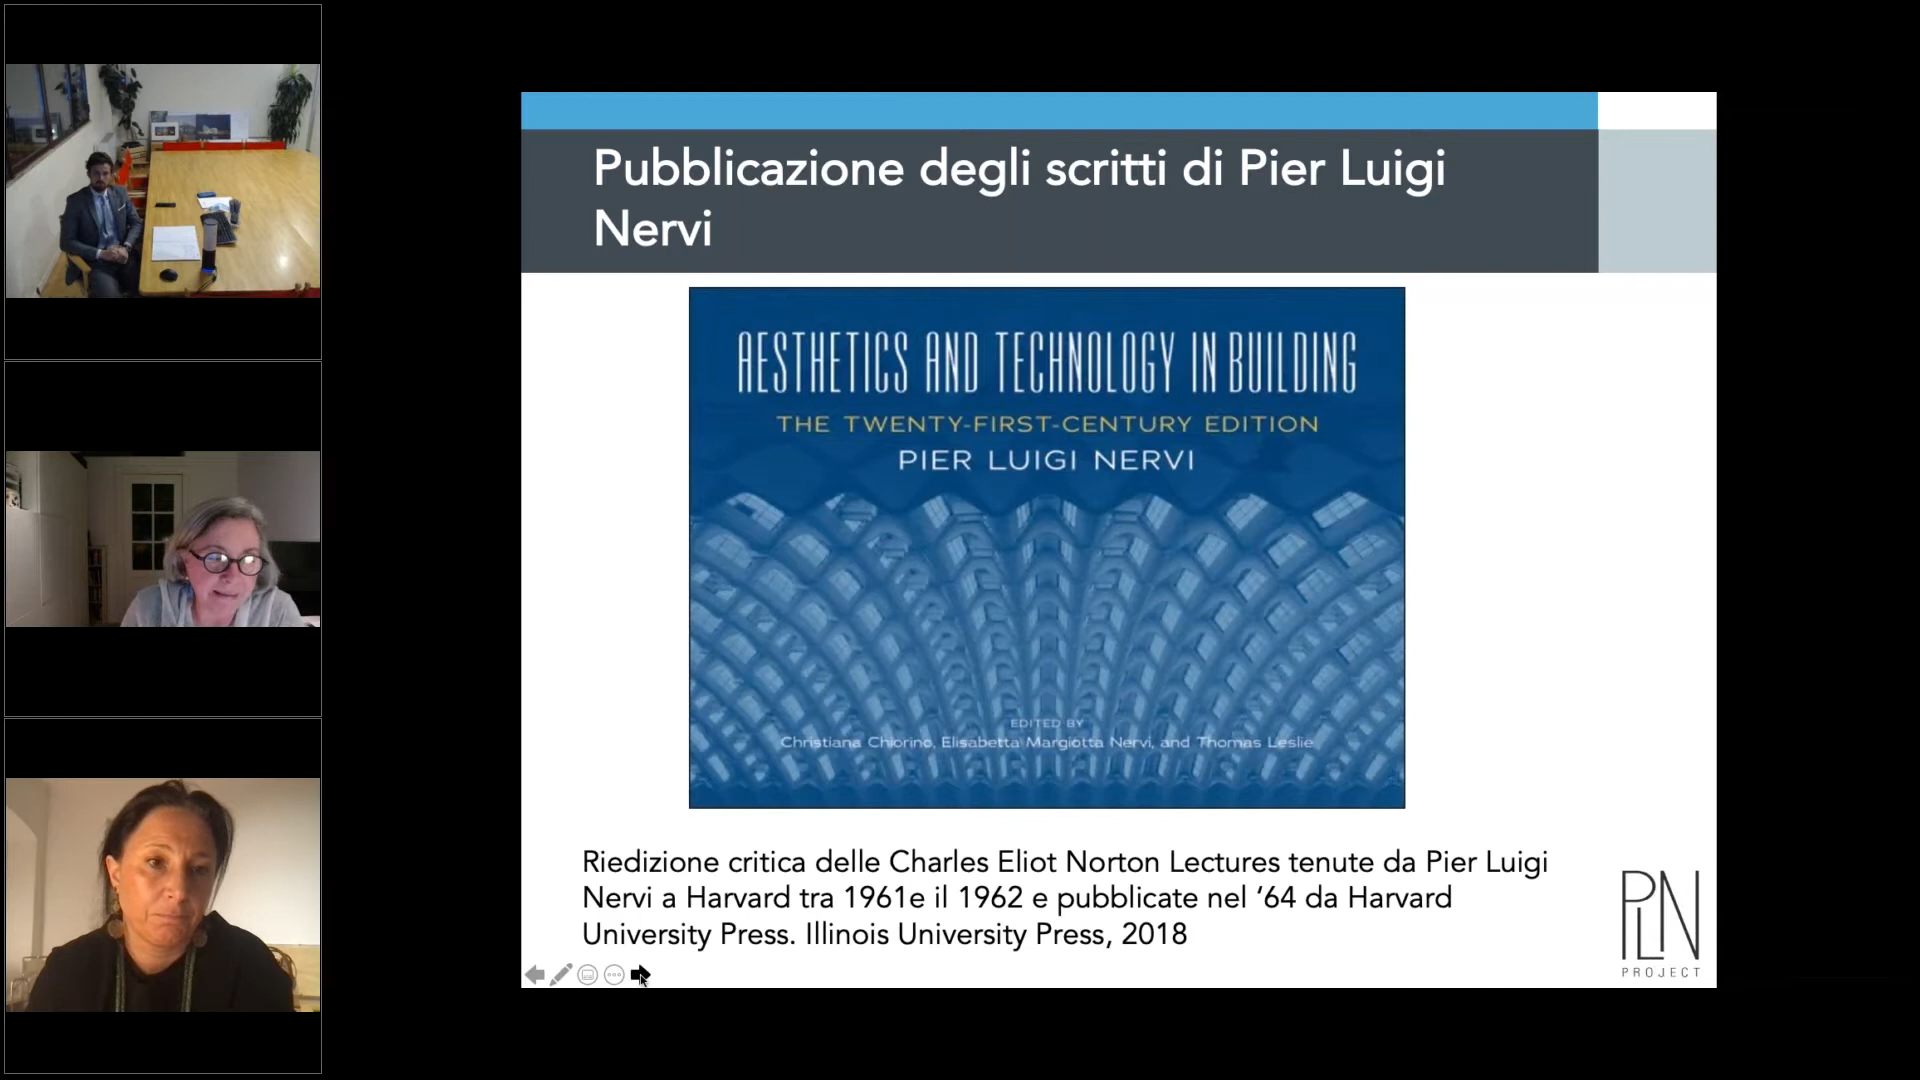 Pubblicazione degli scritti di Pier Luigi
Nervi
AESTHETICS AND TECHNOLOGY IN BUILDING
THE TWENTY-FIRST-CENTURY EDITION
PIER LUIGI NERVI
EDITED BY
Christiana Chiorino, Elisabetta Margiotta Nervi, and Thomas Leslie
Riedizione critica delle Charles Eliot Norton Lectures tenute da Pier Luigi
Nervi a Harvard tra 1961e il 1962 e pubblicate nel ‘64 da Harvard
University Press. Illinois University Press, 2018
PLN
PROJECT